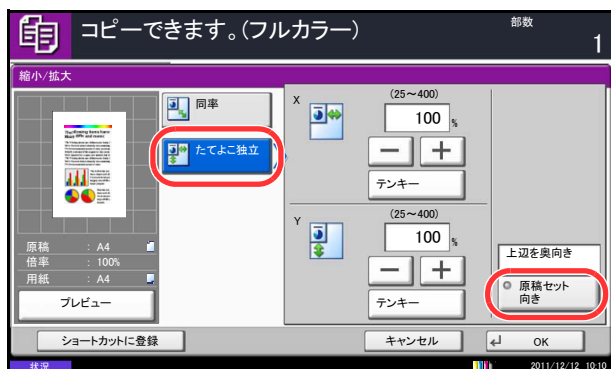 コピーできます。(フルカラー)
部数
1
縮小/拡大
同率
たてよこ独立
X
(25～400)
100 %
テンキー
Y
(25～400)
100 %
テンキー
原稿 : A4
倍率 : 100%
用紙 : A4
プレビュー
上辺を奥向き
原稿セット
向き
ショートカットに登録
キャンセル
OK
状況
2011/12/12 10:10